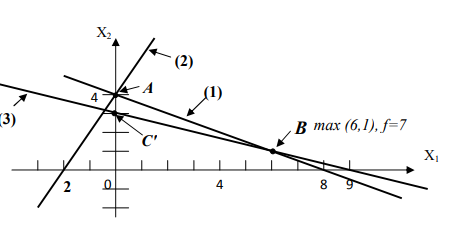 X₂
(2)
A
4
(1)
(3)
C'
B max (6,1), f=7
X₁
2
0
4
8
9